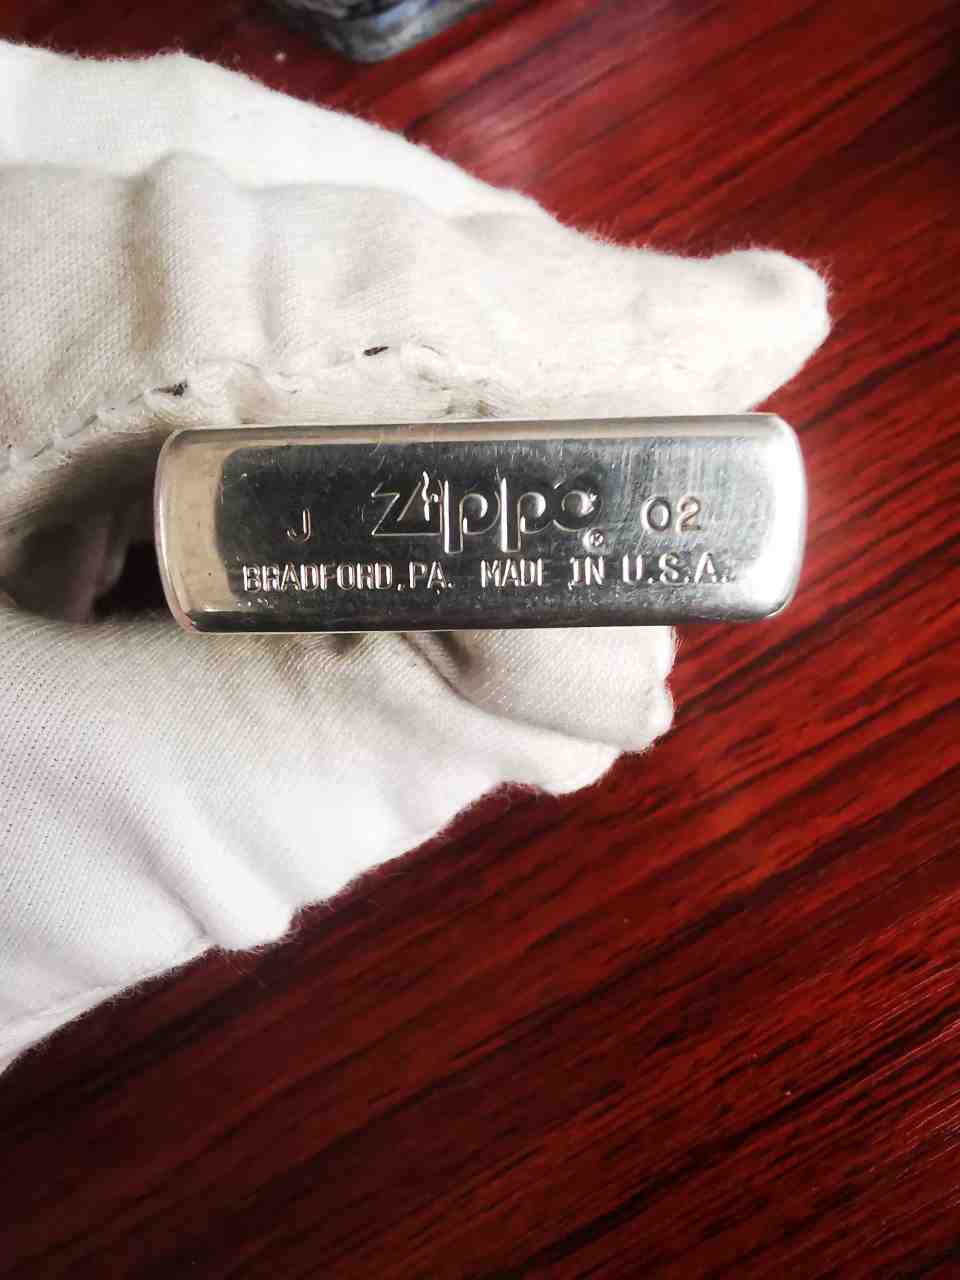 J Zippo ® 02
BRADFORD, PA. MADE IN U.S.A.